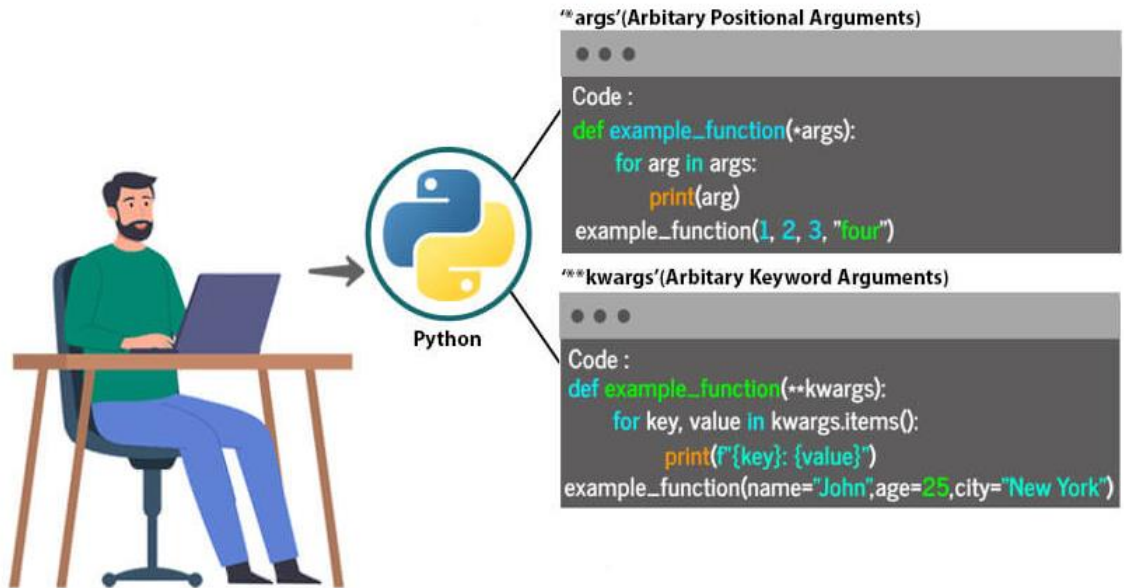 ‘*args’(Arbitary Positional Arguments)
Code :
def example_function(*args):
for arg in args:
print(arg)
example_function(1, 2, 3, "four")
‘**kwargs’(Arbitary Keyword Arguments)
Code :
def example_function(**kwargs):
for key, value in kwargs.items():
print(f"{key}: {value}")
example_function(name="John",age=25,city="New York")
Python